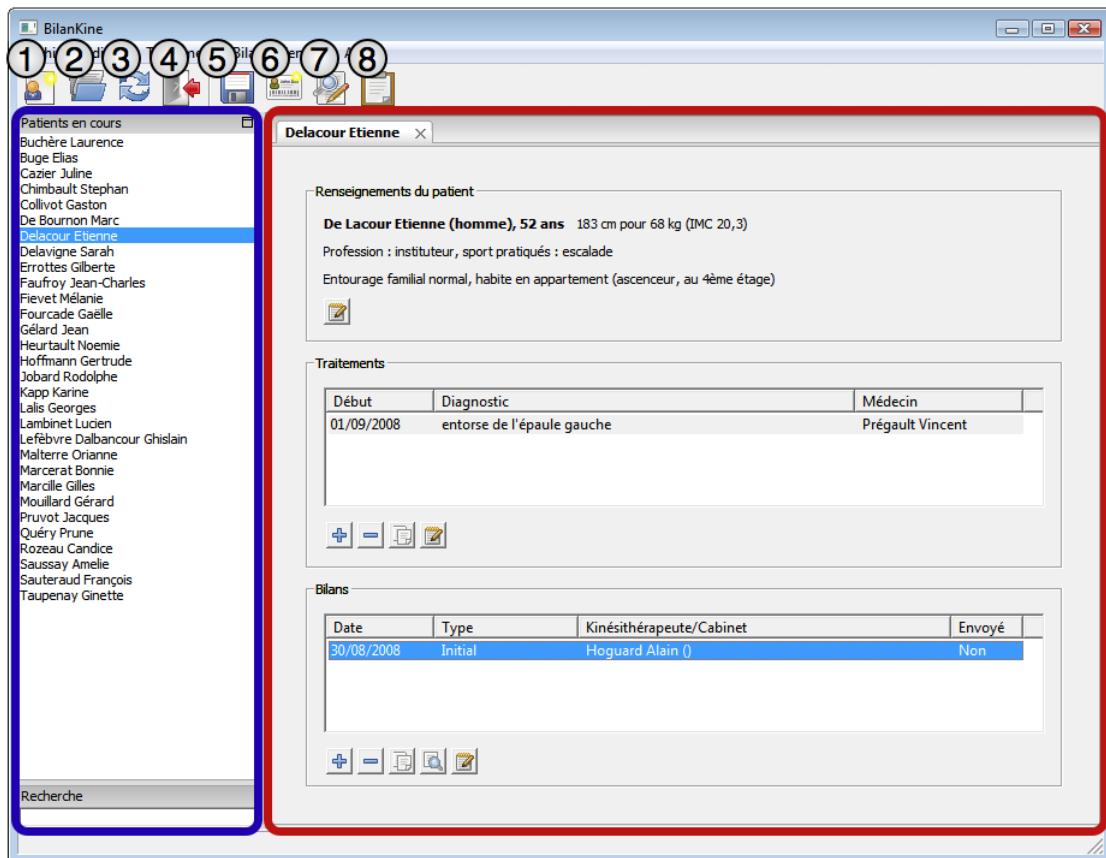 BilanKine
1 2 3 4 5 6 7 8
Patients en cours
Buchère Laurence
Buge Elias
Cazier Juline
Chimbault Stephan
Collivot Gaston
De Bournon Marc
Delacour Etienne
Delavigne Sarah
Errottes Gilberte
Faufroy Jean-Charles
Fievet Mélanie
Fourcade Gaëlle
Gélard Jean
Heurtault Noemie
Hoffmann Gertrude
Jobard Rodolphe
Kapp Karine
Lalis Georges
Lambinet Lucien
Lefèbvre Dalbancour Ghislain
Malterre Orianne
Marcerat Bonnie
Marcille Gilles
Mouillard Gérard
Pruvot Jacques
Quéry Prune
Rozeau Candice
Saussay Amelie
Sauteraud François
Taupenay Ginette
Recherche
Delacour Etienne
Renseignements du patient
De Lacour Etienne (homme), 52 ans 183 cm pour 68 kg (IMC 20,3)
Profession : instituteur, sport pratiqués : escalade
Entourage familial normal, habite en appartement (ascenceur, au 4ème étage)
Traitements
Début Diagnostic Médecin
01/09/2008 entorse de l'épaule gauche Prégault Vincent
Bilans
Date Type Kinésithérapeute/Cabinet Envoyé
30/08/2008 Initial Hoguard Alain () Non